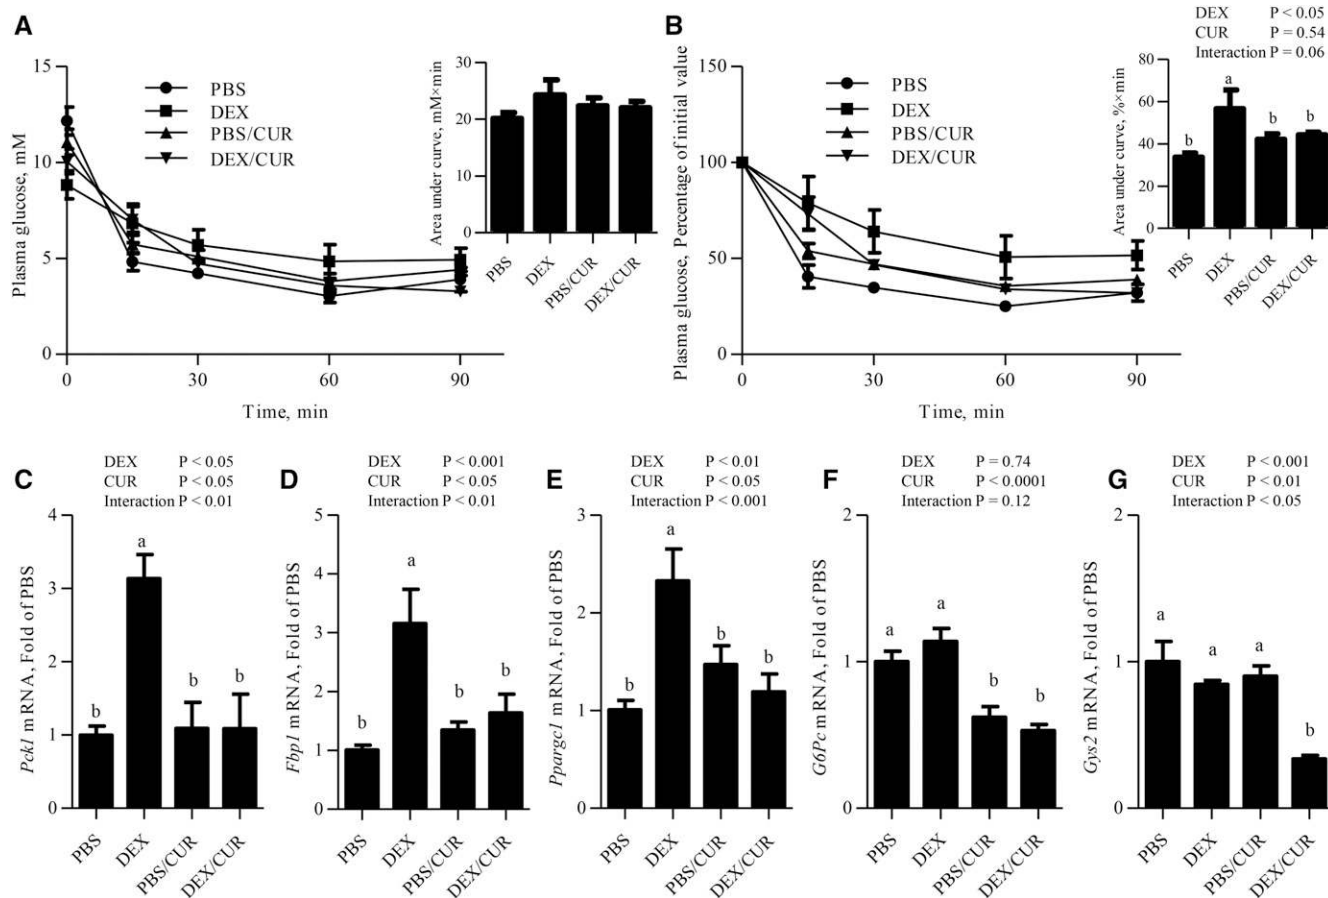 A
Plasma glucose, mM
15
10
5
0
0
30
60
90
Time, min
PBS
DEX
PBS/CUR
DEX/CUR
Area under curve, mM×min
30
20
10
0
PBS
DEX
PBS/CUR
DEX/CUR
B
Plasma glucose, Percentage of initial value
150
100
50
0
0
30
60
90
Time, min
PBS
DEX
PBS/CUR
DEX/CUR
DEX P < 0.05
CUR P = 0.54
Interaction P = 0.06
Area under curve, %×min
80
60
40
20
0
b
a
b
b
PBS
DEX
PBS/CUR
DEX/CUR
C
DEX P < 0.05
CUR P < 0.05
Interaction P < 0.01
Pck1 mRNA, Fold of PBS
4
3
2
1
0
b
a
b
b
PBS
DEX
PBS/CUR
DEX/CUR
D
DEX P < 0.001
CUR P < 0.05
Interaction P < 0.01
Fbp1 mRNA, Fold of PBS
5
4
3
2
1
0
b
a
b
b
PBS
DEX
PBS/CUR
DEX/CUR
E
DEX P < 0.01
CUR P < 0.05
Interaction P < 0.001
Ppargc1 mRNA, Fold of PBS
3
2
1
0
b
a
b
b
PBS
DEX
PBS/CUR
DEX/CUR
F
DEX P = 0.74
CUR P < 0.0001
Interaction P = 0.12
G6Pc mRNA, Fold of PBS
2
1
0
a
a
b
b
PBS
DEX
PBS/CUR
DEX/CUR
G
DEX P < 0.001
CUR P < 0.01
Interaction P < 0.05
Gys2 mRNA, Fold of PBS
2
1
0
a
a
a
b
PBS
DEX
PBS/CUR
DEX/CUR